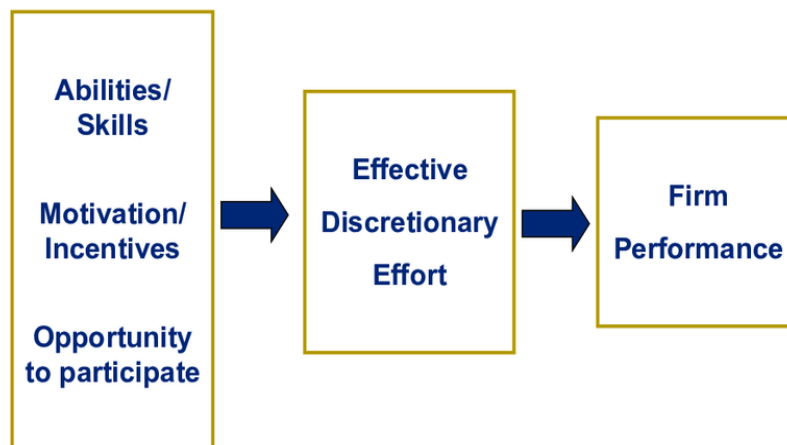 Abilities/
Skills
Motivation/
Incentives
Opportunity
to participate
Effective
Discretionary
Effort
Firm
Performance